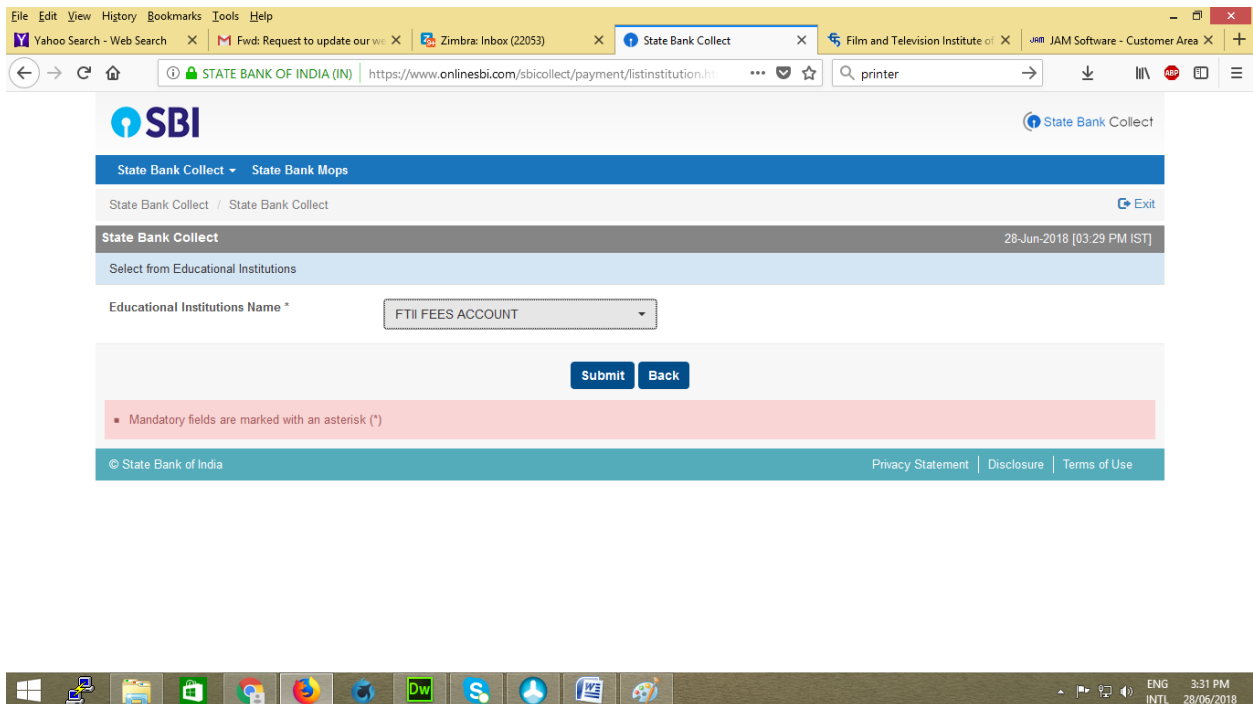 File Edit View History Bookmarks Tools Help
Yahoo Search - Web Search
Fwd: Request to update our we
Zimbra: Inbox (22053)
State Bank Collect
Film and Television Institute of
JAM JAM Software - Customer Area
STATE BANK OF INDIA (IN) https://www.onlinesbi.com/sbicollect/payment/listinstitution.ht
printer
ABP
SBI
State Bank Collect
State Bank Collect State Bank Mops
State Bank Collect / State Bank Collect
Exit
State Bank Collect
28-Jun-2018 [03:29 PM IST]
Select from Educational Institutions
Educational Institutions Name *
FTII FEES ACCOUNT
Submit Back
Mandatory fields are marked with an asterisk (*)
© State Bank of India
Privacy Statement | Disclosure | Terms of Use
Dw
ENG 3:31 PM
INTL 28/06/2018